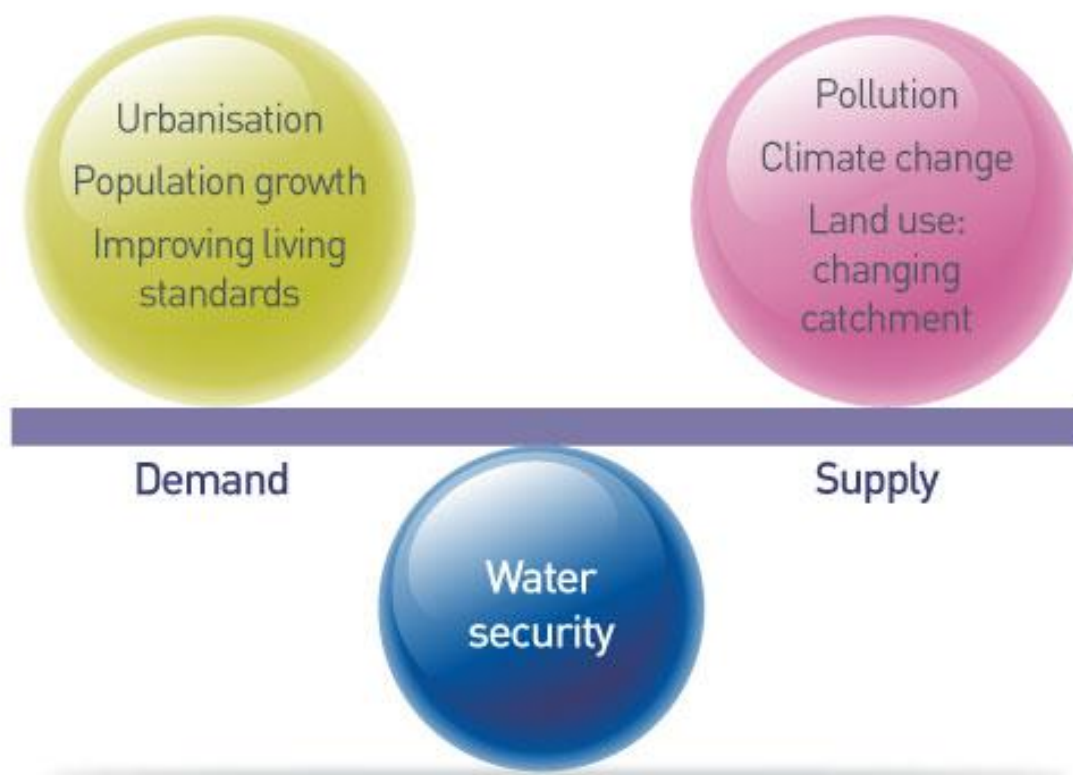 Urbanisation
Population growth
Improving living
standards
Pollution
Climate change
Land use:
changing
catchment
Demand
Supply
Water
security